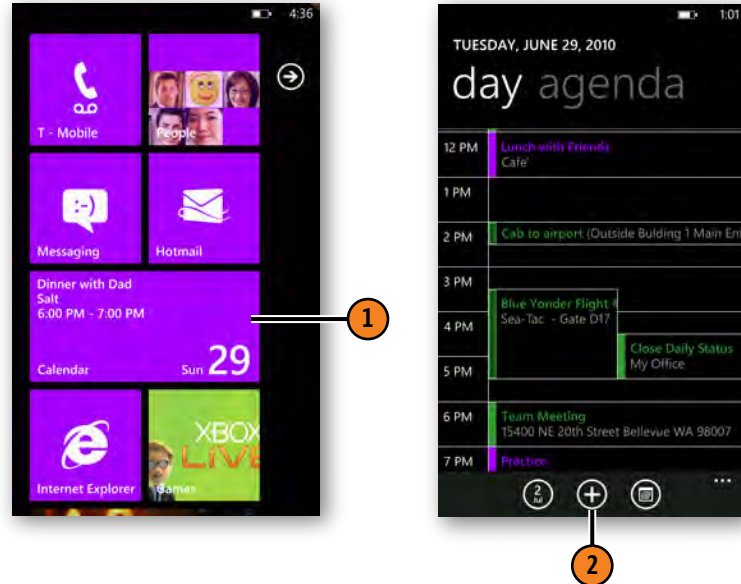 4:36
T - Mobile
People
Messaging
Hotmail
Dinner with Dad
Salt
6:00 PM - 7:00 PM
Calendar
Sun 29
Internet Explorer
XBOX
LIVE
Games
1
1:01
TUESDAY, JUNE 29, 2010
day agenda
12 PM
Lunch with Friends
Cafe'
1 PM
2 PM
Cab to airport (Outside Bulding 1 Main Ent
3 PM
Blue Yonder Flight
Sea-Tac - Gate D17
4 PM
Close Daily Status
My Office
5 PM
6 PM
Team Meeting
15400 NE 20th Street Bellevue WA 98007
7 PM
Practice
2
Jul
...
2